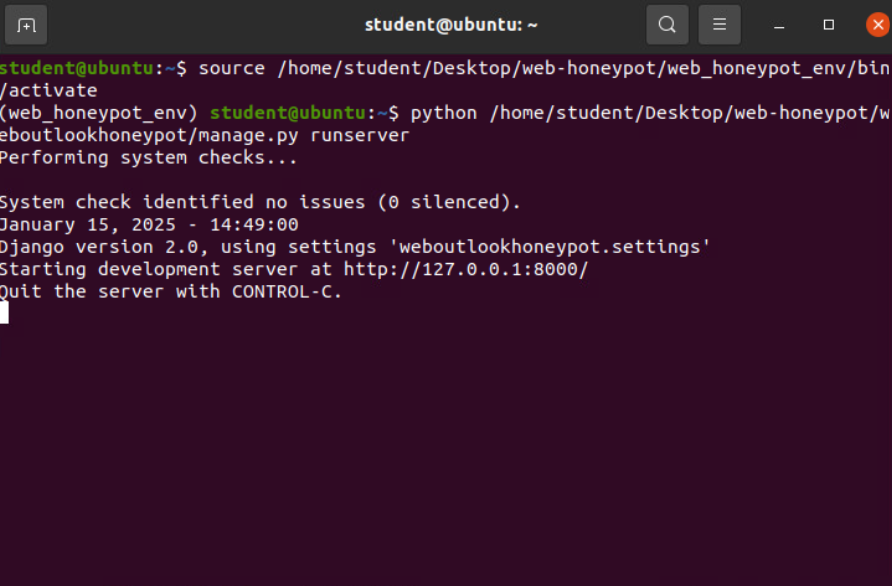 student@ubuntu: ~
student@ubuntu:~$ source /home/student/Desktop/web-honeypot/web_honeypot_env/bin
/activate
(web_honeypot_env) student@ubuntu:~$ python /home/student/Desktop/web-honeypot/w
eboutlookhoneypot/manage.py runserver
Performing system checks...
System check identified no issues (0 silenced).
January 15, 2025 - 14:49:00
Django version 2.0, using settings 'weboutlookhoneypot.settings'
Starting development server at http://127.0.0.1:8000/
Quit the server with CONTROL-C.